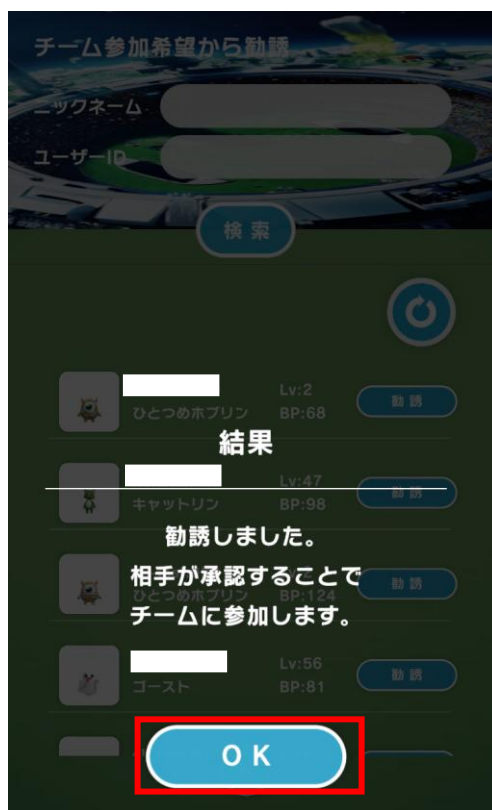 チーム参加希望から勧誘
ニックネーム
ユーザーID
検索
Lv:2
勧誘
ひとつめホブリン BP:68
結果
Lv:47
勧誘
キャットリン BP:98
勧誘しました。
相手が承認することで
勧誘
ひとつめホブリン BP:124
チームに参加します。
Lv:56
勧誘
ゴースト BP:81
OK